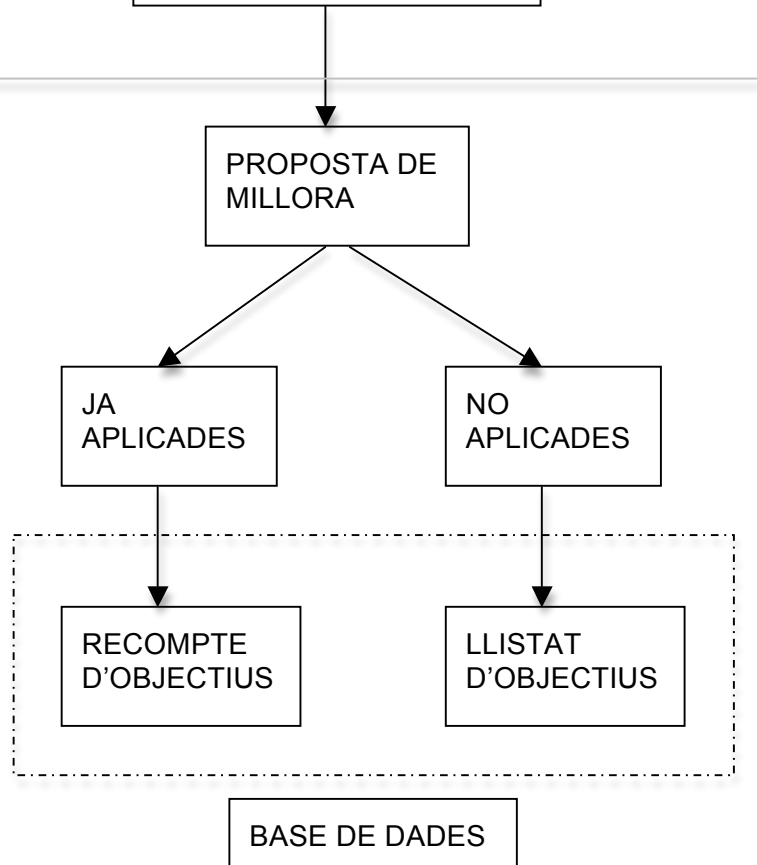 PROPOSTA DE
MILLORA
JA
APLICADES
NO
APLICADES
RECOMPTE
D’OBJECTIUS
LLISTAT
D’OBJECTIUS
BASE DE DADES